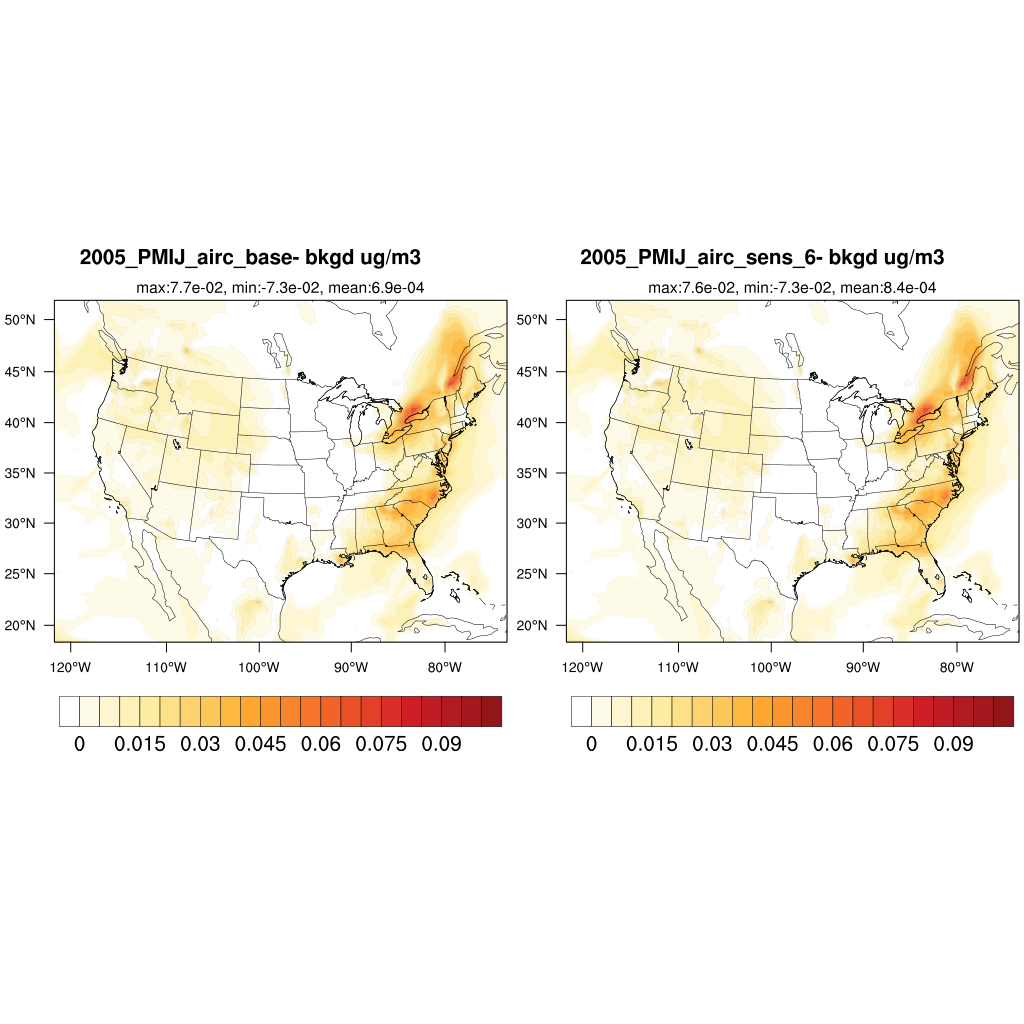 2005_PMIJ_airc_base- bkgd ug/m3
max:7.7e-02, min:-7.3e-02, mean:6.9e-04
50°N
45°N
40°N
35°N
30°N
25°N
20°N
120°W 110°W 100°W 90°W 80°W
0 0.015 0.03 0.045 0.06 0.075 0.09
2005_PMIJ_airc_sens_6- bkgd ug/m3
max:7.6e-02, min:-7.3e-02, mean:8.4e-04
50°N
45°N
40°N
35°N
30°N
25°N
20°N
120°W 110°W 100°W 90°W 80°W
0 0.015 0.03 0.045 0.06 0.075 0.09